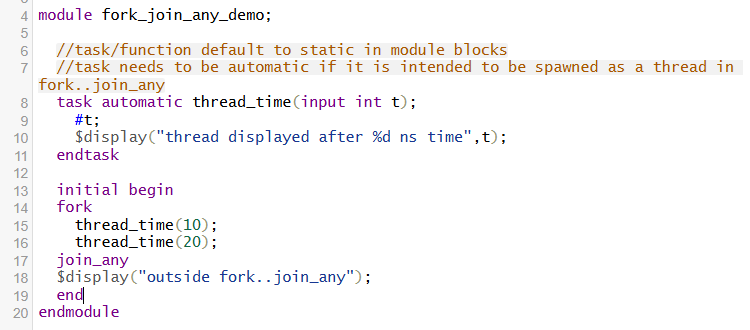 4 module fork_join_any_demo;
5
6 //task/function default to static in module blocks
7 //task needs to be automatic if it is intended to be spawned as a thread in
fork..join_any
8 task automatic thread_time(input int t);
9 #t;
10 $display("thread displayed after %d ns time",t);
11 endtask
12
13 initial begin
14 fork
15 thread_time(10);
16 thread_time(20);
17 join_any
18 $display("outside fork..join_any");
19 end
20 endmodule